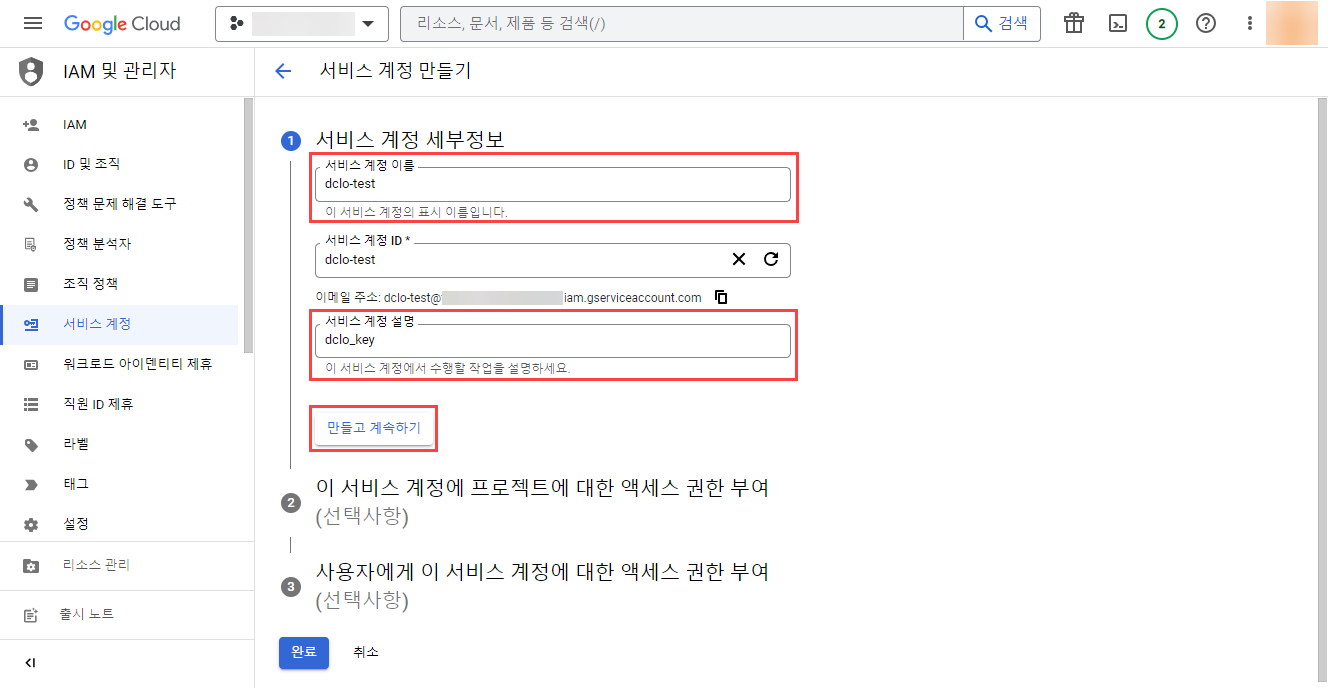 Google Cloud
리소스, 문서, 제품 등 검색(/)
검색
2
IAM 및 관리자
서비스 계정 만들기
IAM
ID 및 조직
정책 문제 해결 도구
정책 분석자
조직 정책
서비스 계정
워크로드 아이덴티티 제휴
직원 ID 제휴
라벨
태그
설정
리소스 관리
출시 노트
1 서비스 계정 세부정보
서비스 계정 이름
dclo-test
이 서비스 계정의 표시 이름입니다.
서비스 계정 ID *
dclo-test
이메일 주소: dclo-test@ iam.gserviceaccount.com
서비스 계정 설명
dclo_key
이 서비스 계정에서 수행할 작업을 설명하세요.
만들고 계속하기
2 이 서비스 계정에 프로젝트에 대한 액세스 권한 부여
(선택사항)
3 사용자에게 이 서비스 계정에 대한 액세스 권한 부여
(선택사항)
완료 취소